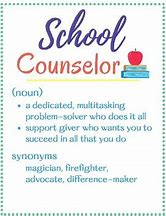 School
Counselor
(noun)
• a dedicated, multitasking
problem-solver who does it all
• support giver who wants you to
succeed in all that you do
synonyms
magician, firefighter,
advocate, difference-maker